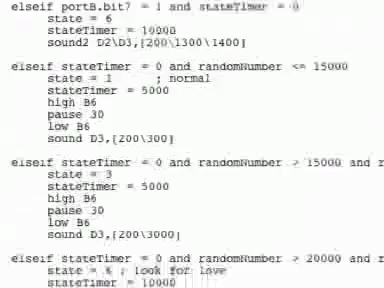 elseif portB.bit7 = 1 and stateTimer = 0
state = 6
stateTimer = 10000
sound2 D2\D3,[200\1300\1400]
elseif stateTimer = 0 and randomNumber <= 15000
state = 1 ; normal
stateTimer = 5000
high B6
pause 30
low B6
sound D3,[200\300]
elseif stateTimer = 0 and randomNumber > 15000 and r
state = 3
stateTimer = 5000
high B6
pause 30
low B6
sound D3,[200\3000]
elseif stateTimer = 0 and randomNumber > 20000 and r
state = 6 ; look for love
stateTimer = 10000